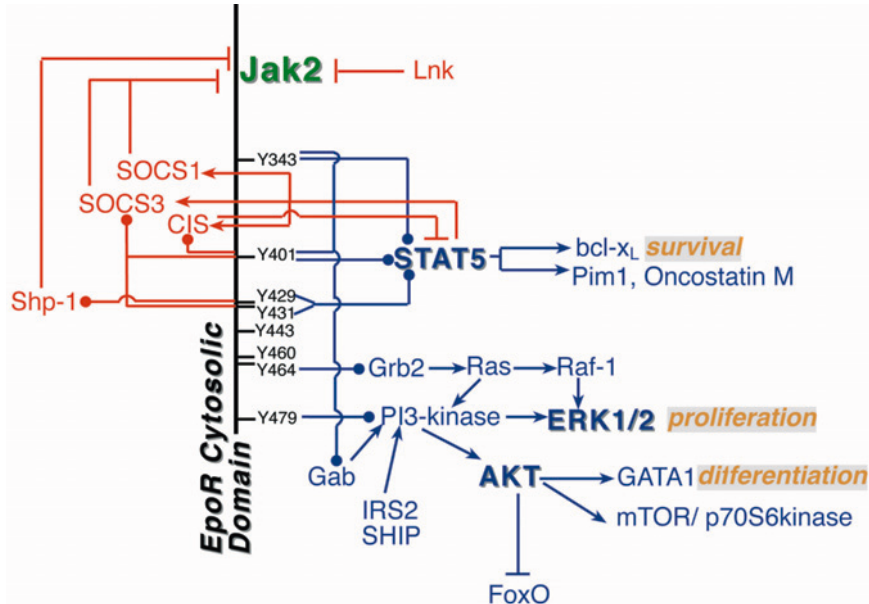 Jak2
Lnk
Y343
SOCS1
SOCS3
CIS
Y401
STAT5
bcl-xL survival
Pim1, Oncostatin M
Shp-1
Y429
Y431
Y443
Y460
Y464
Grb2
Ras
Raf-1
Y479
PI3-kinase
ERK1/2 proliferation
Gab
AKT
GATA1 differentiation
IRS2
SHIP
mTOR/ p70S6kinase
FoxO
EpoR Cytosolic
Domain